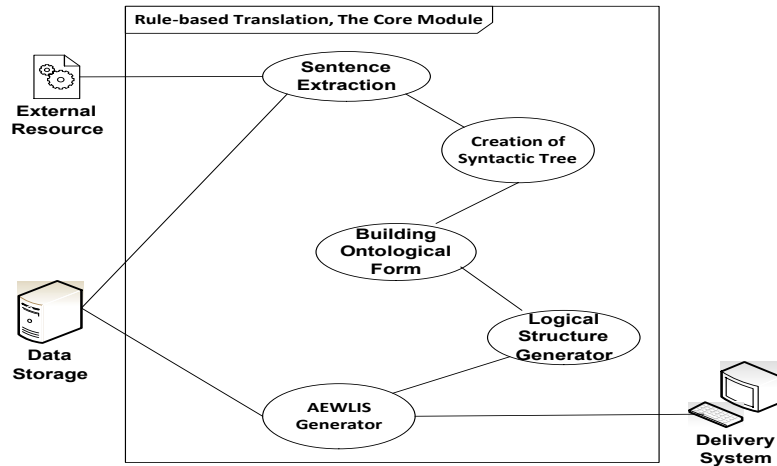 Rule-based Translation, The Core Module
Sentence
Extraction
External
Resource
Creation of
Syntactic Tree
Building
Ontological
Form
Logical
Structure
Generator
Data
Storage
AEWLIS
Generator
Delivery
System